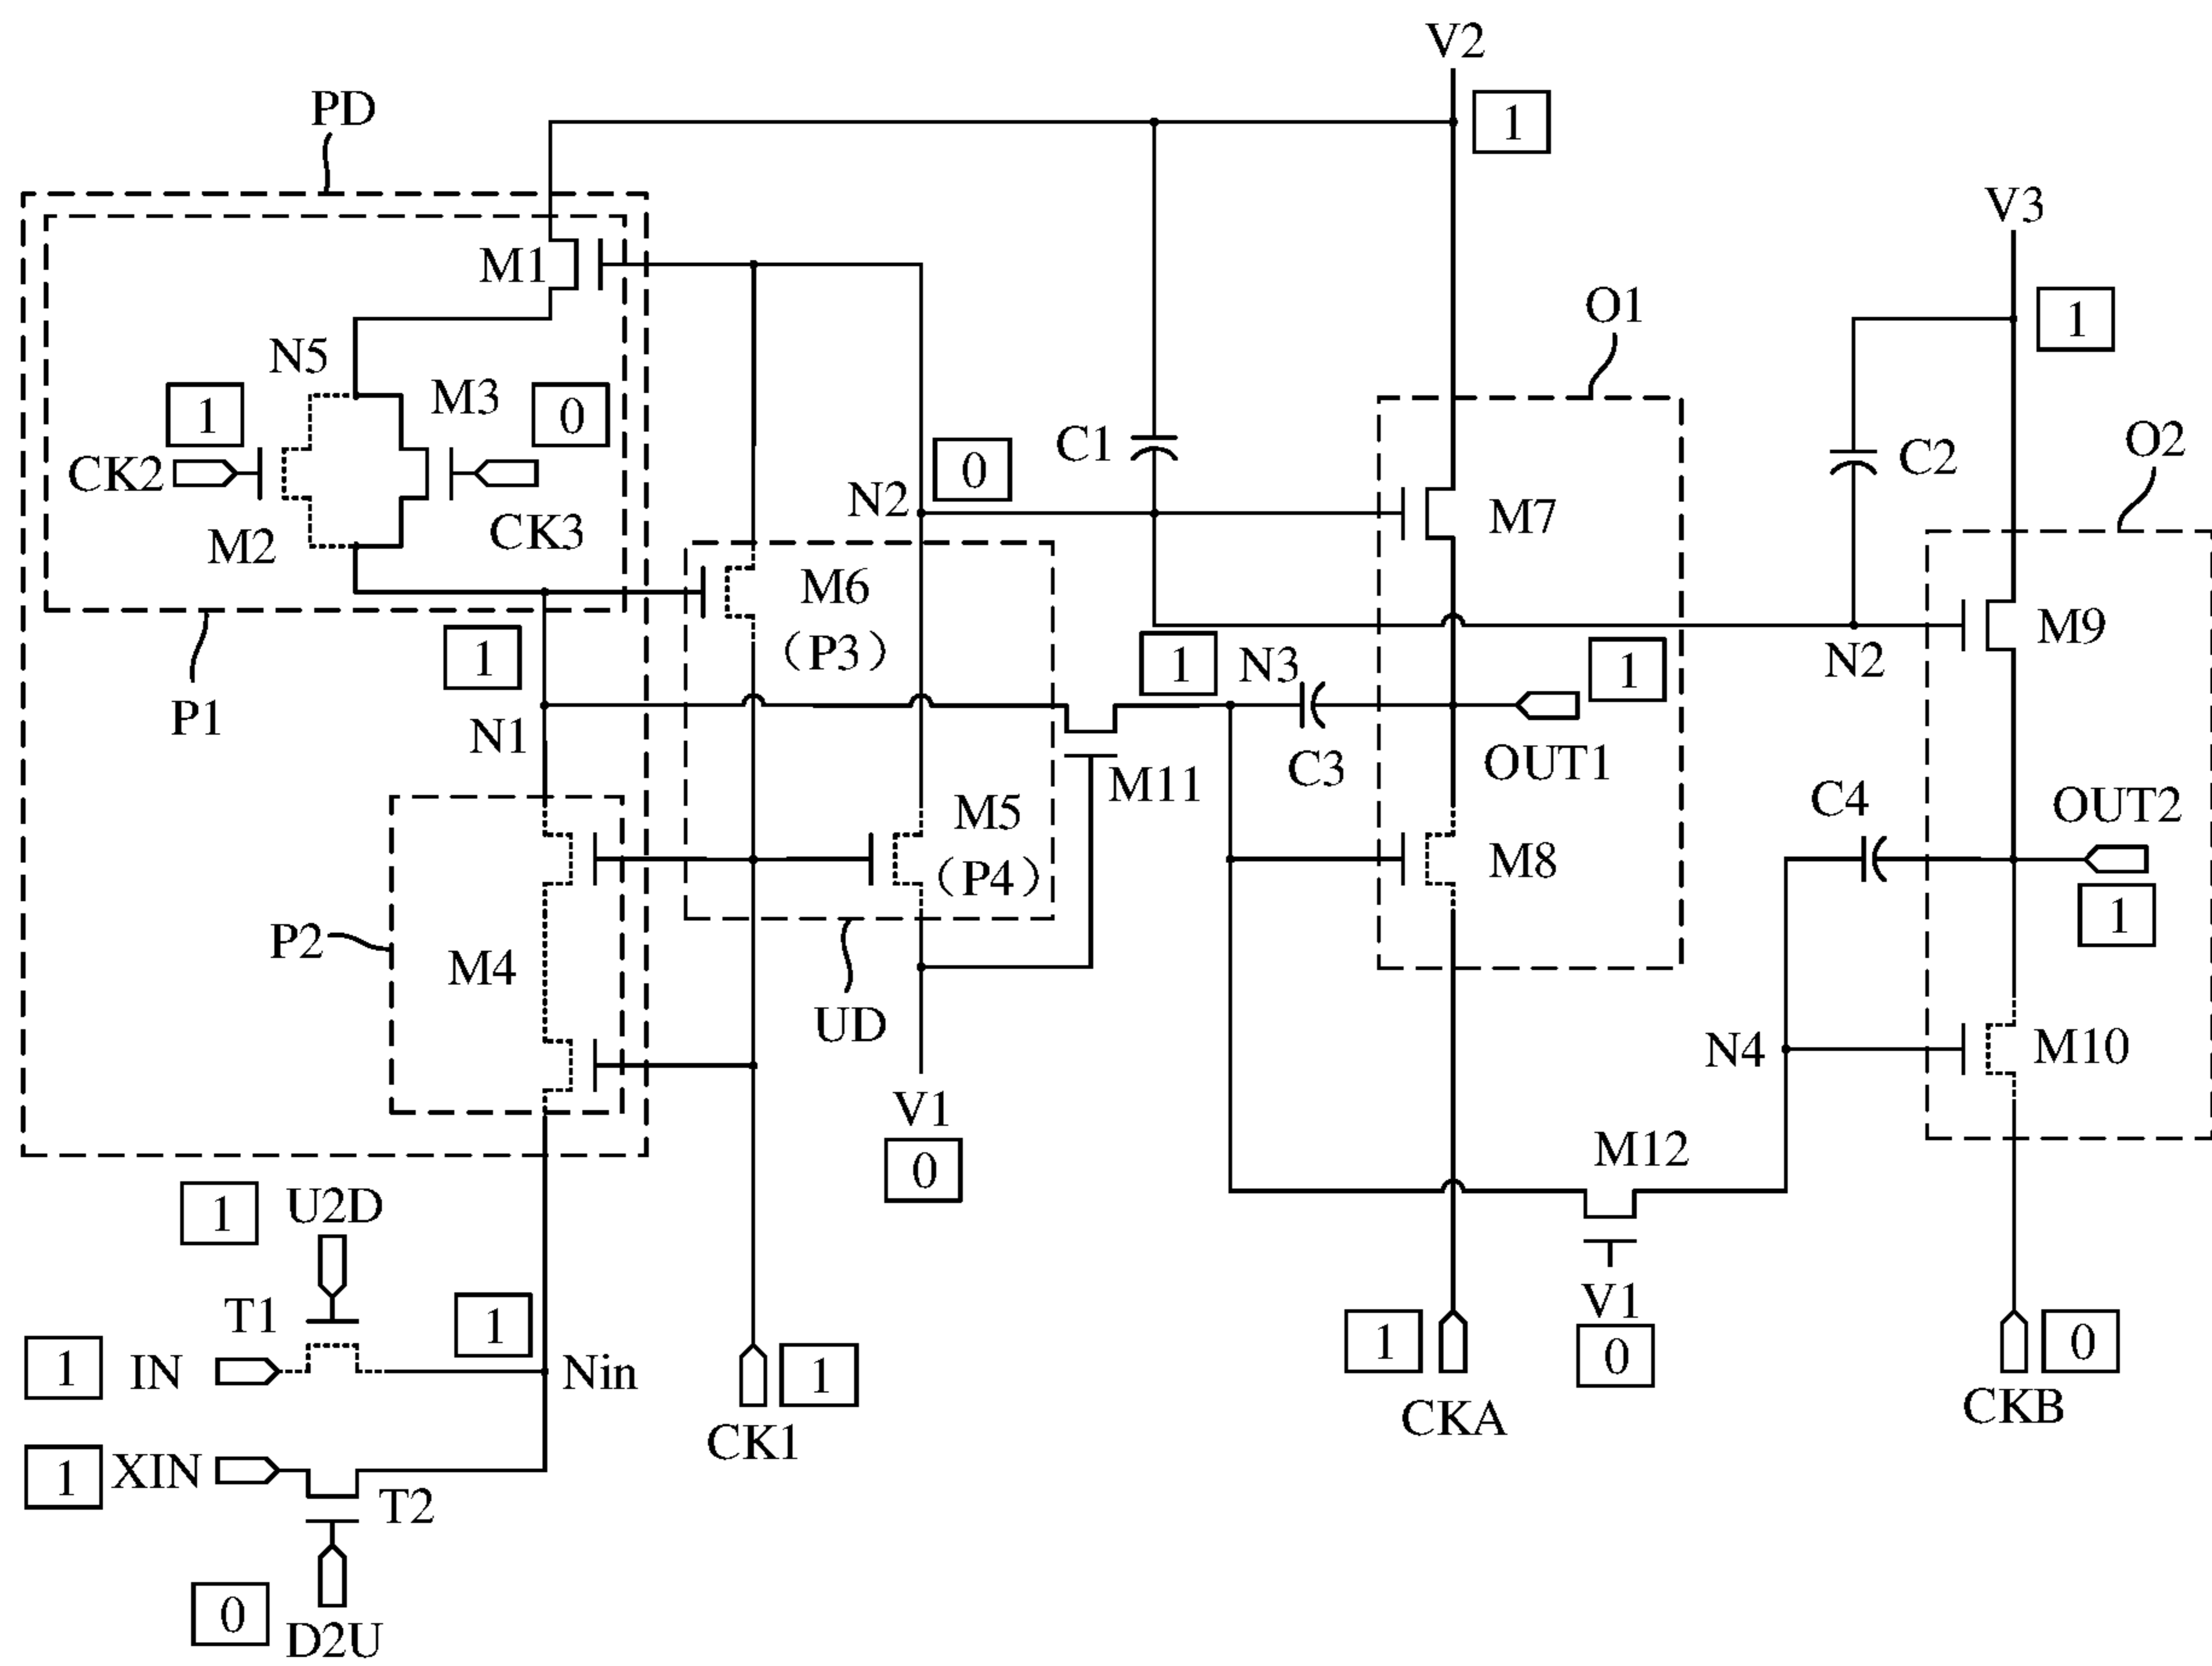 V2
1
PD
V3
M1
1
O1
N5
1
M3
0
CK2
M2
CK3
0
N2
C1
M7
C2
O2
M6
(P3)
1
N1
P1
1
N3
C3
1
OUT1
M11
N2
M9
C4
OUT2
1
M5
(P4)
M8
P2
M4
UD
N4
M10
V1
0
M12
1
U2D
T1
1
IN
1
Nin
1
CK1
1
CKA
V1
0
0
CKB
1
XIN
T2
0
D2U